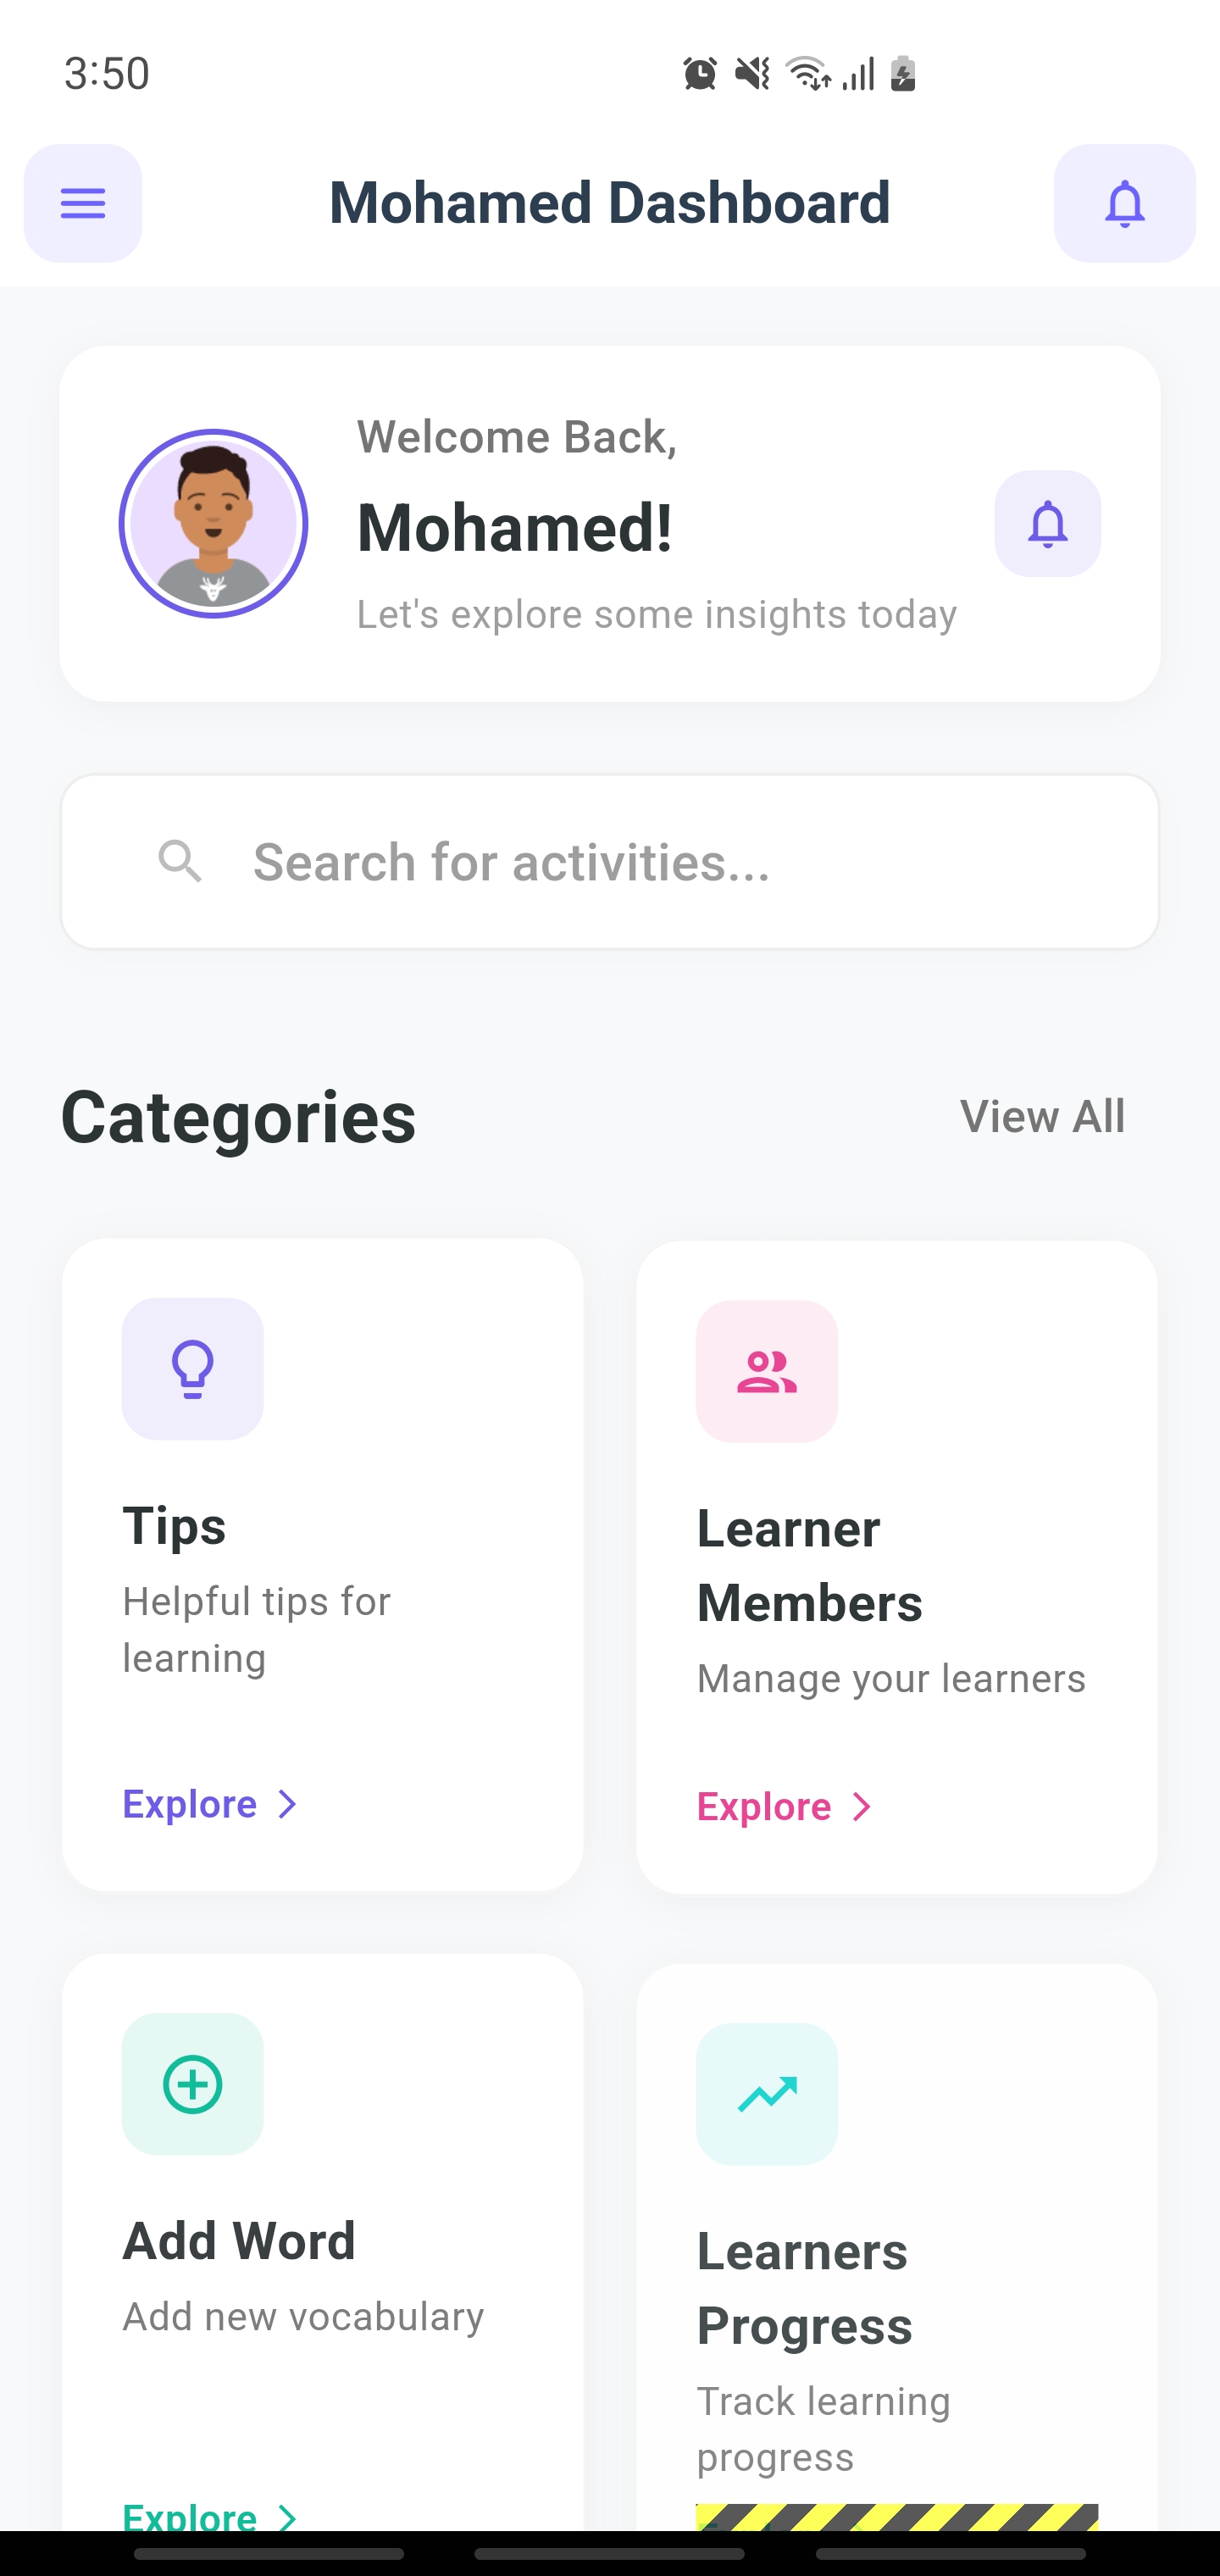 3:50
Mohamed Dashboard
Welcome Back,
Mohamed!
Let's explore some insights today
Search for activities...
Categories
View All
Tips
Helpful tips for
learning
Explore
Learner
Members
Manage your learners
Explore
Add Word
Add new vocabulary
Explore
Learners
Progress
Track learning
progress